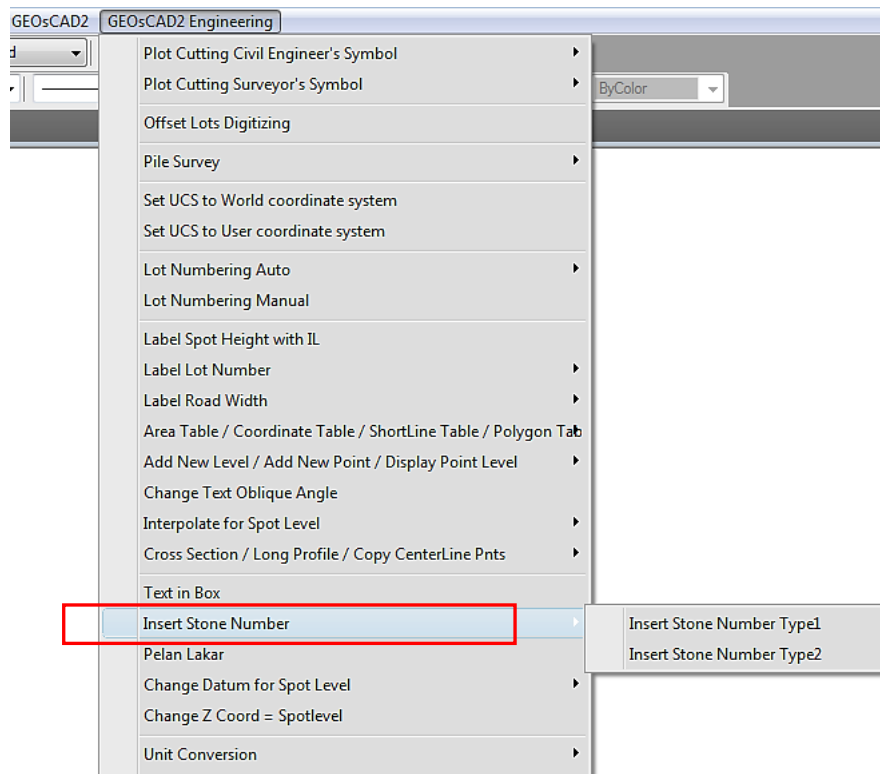 GEOsCAD2 GEOsCAD2 Engineering
Plot Cutting Civil Engineer's Symbol
Plot Cutting Surveyor's Symbol
ByColor
Offset Lots Digitizing
Pile Survey
Set UCS to World coordinate system
Set UCS to User coordinate system
Lot Numbering Auto
Lot Numbering Manual
Label Spot Height with IL
Label Lot Number
Label Road Width
Area Table / Coordinate Table / ShortLine Table / Polygon Tab
Add New Level / Add New Point / Display Point Level
Change Text Oblique Angle
Interpolate for Spot Level
Cross Section / Long Profile / Copy CenterLine Pnts
Text in Box
Insert Stone Number
Insert Stone Number Type1
Insert Stone Number Type2
Pelan Lakar
Change Datum for Spot Level
Change Z Coord = Spotlevel
Unit Conversion